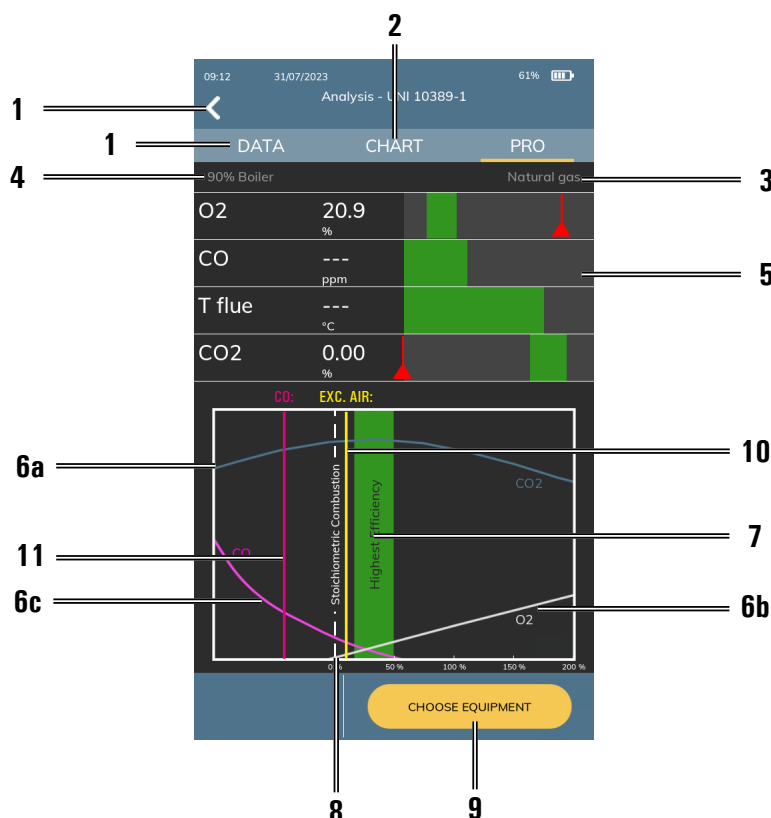 2
09:12 31/07/2023 61%
Analysis - UNI 10389-1
1
1 DATA CHART PRO
4 90% Boiler Natural gas 3
O2 20.9
%
CO ---
ppm
5
T flue ---
°C
CO2 0.00
%
CO: EXC. AIR:
10
6a
CO2
Stoichiometric Combustion
Highest Efficiency
7
11
CO
6c
6b
O2
0 % 50 % 100 % 150 % 200 %
CHOOSE EQUIPMENT
8
9